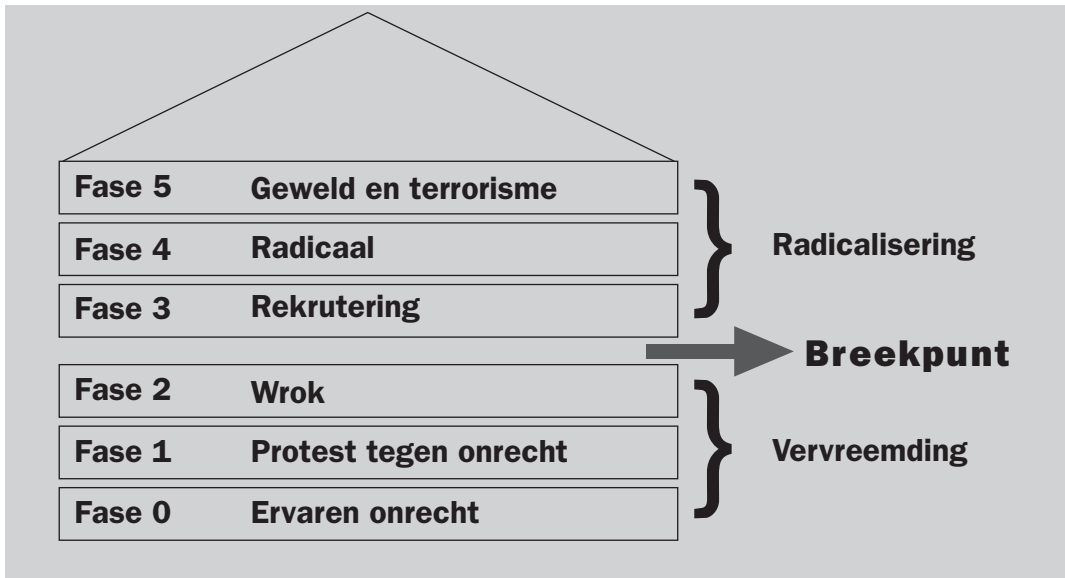 Fase 5 Geweld en terrorisme
Fase 4 Radicaal
Radicalisering
Fase 3 Rekrutering
Breekpunt
Fase 2 Wrok
Fase 1 Protest tegen onrecht
Vervreemding
Fase 0 Ervaren onrecht